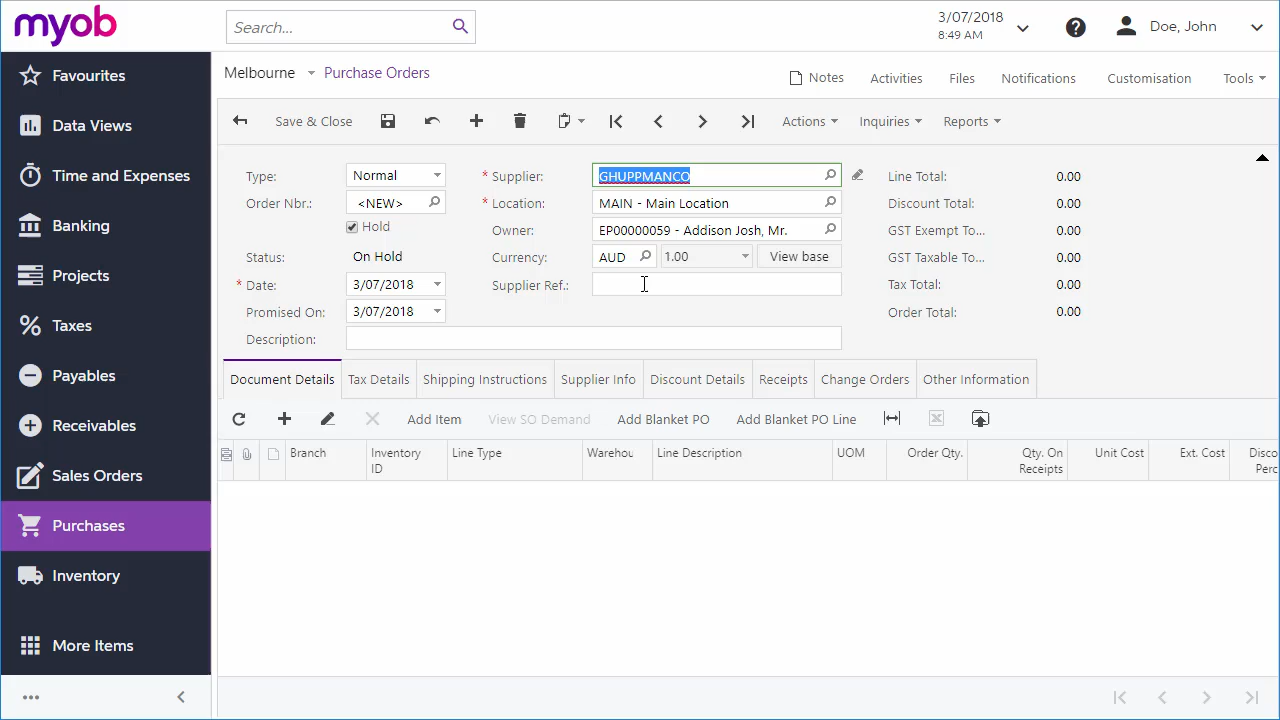 myob
Search...
3/07/2018
8:49 AM
Doe, John
Favourites
Data Views
Time and Expenses
Banking
Projects
Taxes
Payables
Receivables
Sales Orders
Purchases
Inventory
More Items
Melbourne Purchase Orders
Notes Activities Files Notifications Customisation Tools
Save & Close Actions Inquiries Reports
Type: Normal * Supplier: GHUPPMANCO Line Total: 0.00
Order Nbr.: <NEW> * Location: MAIN - Main Location Discount Total: 0.00
Hold Owner: EP00000059 - Addison Josh, Mr. GST Exempt To... 0.00
Status: On Hold Currency: AUD 1.00 View base GST Taxable To... 0.00
* Date: 3/07/2018 Supplier Ref.: Tax Total: 0.00
Promised On: 3/07/2018 Order Total: 0.00
Description:
Document Details Tax Details Shipping Instructions Supplier Info Discount Details Receipts Change Orders Other Information
Add Item View SO Demand Add Blanket PO Add Blanket PO Line
Branch Inventory ID Line Type Warehou Line Description UOM Order Qty. Qty. On Receipts Unit Cost Ext. Cost Disco Perc